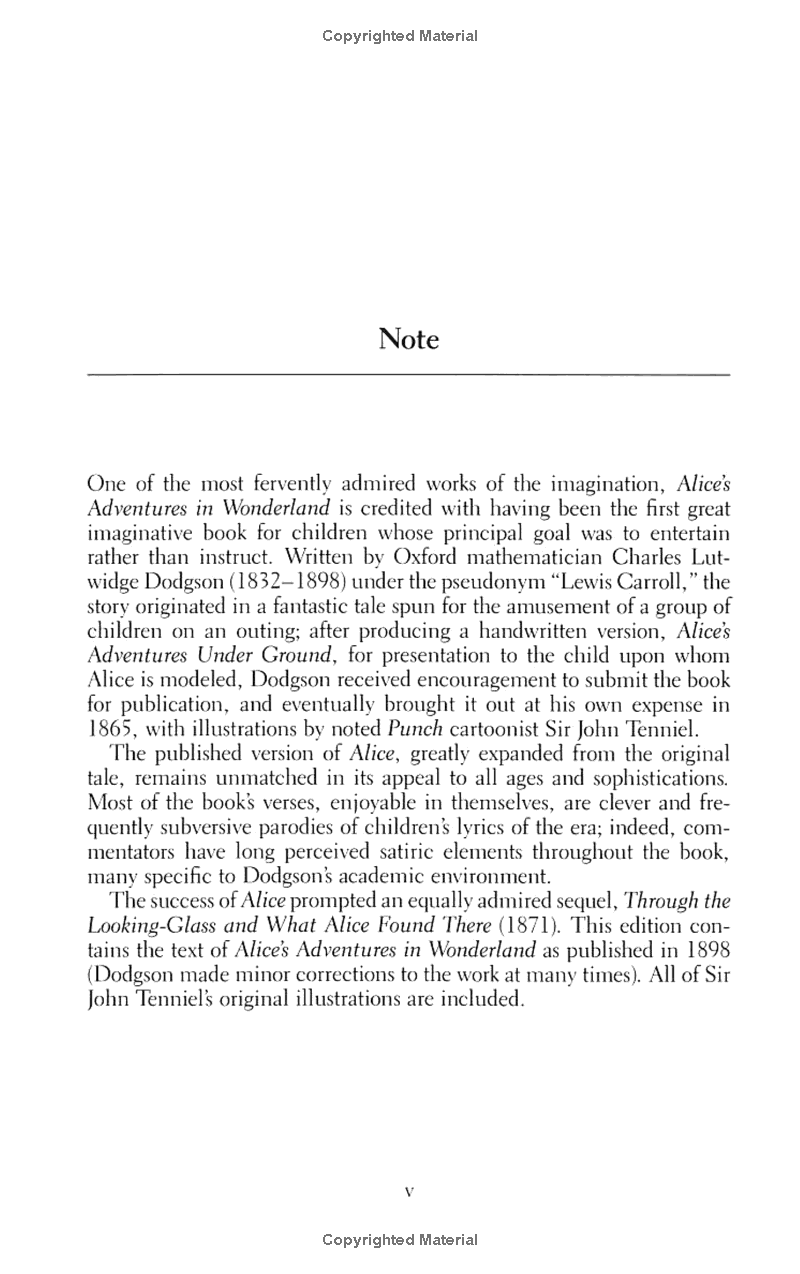 Copyrighted Material
Note
One of the most fervently admired works of the imagination, Alice's
Adventures in Wonderland is credited with having been the first great
imaginative book for children whose principal goal was to entertain
rather than instruct. Written by Oxford mathematician Charles Lut-
widge Dodgson (1832–1898) under the pseudonym “Lewis Carroll,” the
story originated in a fantastic tale spun for the amusement of a group of
children on an outing; after producing a handwritten version, Alice's
Adventures Under Ground, for presentation to the child upon whom
Alice is modeled, Dodgson received encouragement to submit the book
for publication, and eventually brought it out at his own expense in
1865, with illustrations by noted Punch cartoonist Sir John Tenniel.
The published version of Alice, greatly expanded from the original
tale, remains unmatched in its appeal to all ages and sophistications.
Most of the book's verses, enjoyable in themselves, are clever and fre-
quently subversive parodies of children's lyrics of the era; indeed, com-
mentators have long perceived satiric elements throughout the book,
many specific to Dodgson's academic environment.
The success of Alice prompted an equally admired sequel, Through the
Looking-Glass and What Alice Found There (1871). This edition con-
tains the text of Alice's Adventures in Wonderland as published in 1898
(Dodgson made minor corrections to the work at many times). All of Sir
John Tenniel's original illustrations are included.
v
Copyrighted Material